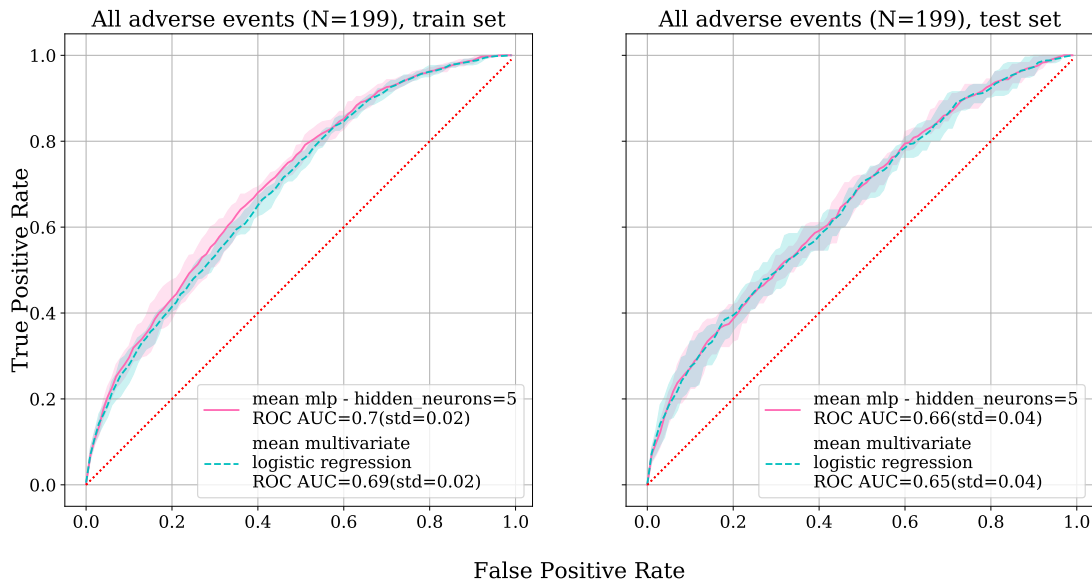 All adverse events (N=199), train set
True Positive Rate
1.0
0.8
0.6
0.4
0.2
0.0
mean mlp - hidden_neurons=5
ROC AUC=0.7(std=0.02)
mean multivariate
logistic regression
ROC AUC=0.69(std=0.02)
0.0 0.2 0.4 0.6 0.8 1.0
All adverse events (N=199), test set
mean mlp - hidden_neurons=5
ROC AUC=0.66(std=0.04)
mean multivariate
logistic regression
ROC AUC=0.65(std=0.04)
0.0 0.2 0.4 0.6 0.8 1.0
False Positive Rate